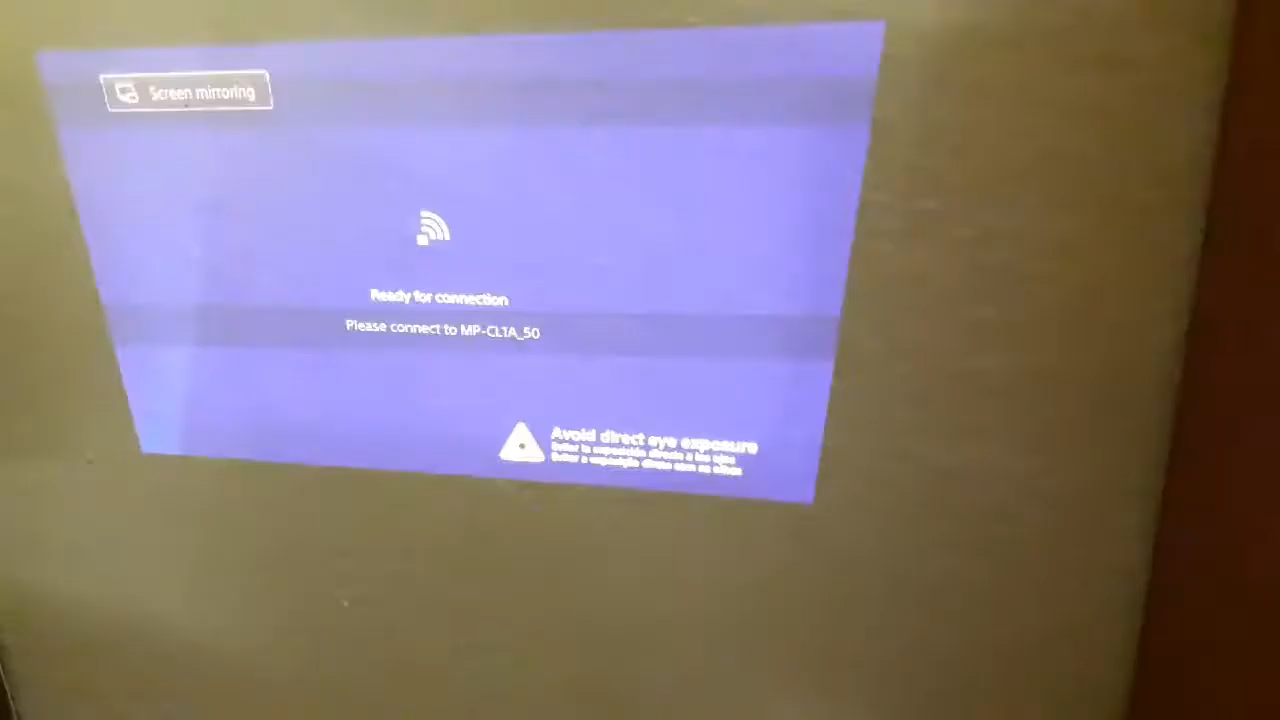 Screen mirroring
Ready for connection
Please connect to MP-CL1A_50
Avoid direct eye exposure